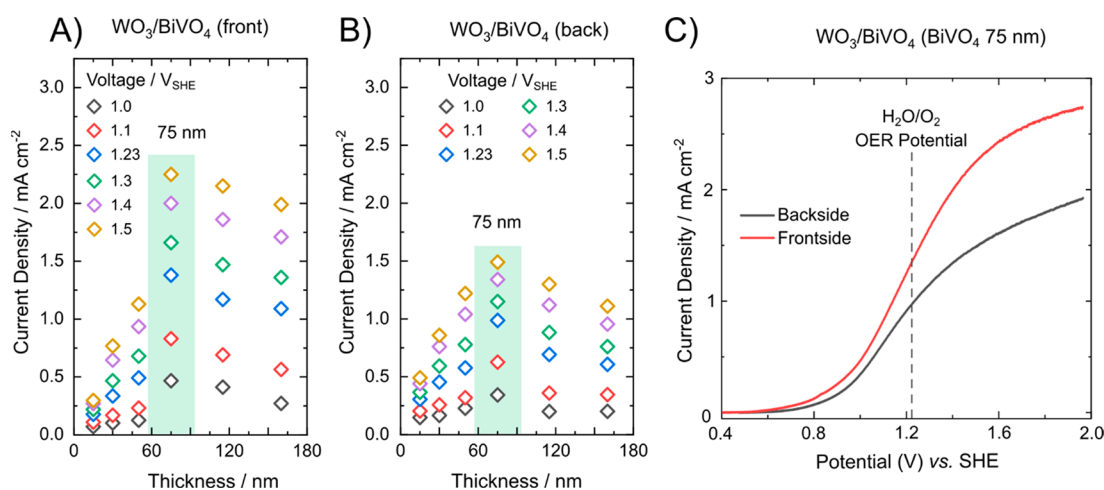 A)
WO₃/BiVO₄ (front)
Voltage / V_SHE
1.0
1.1
1.23
1.3
1.4
1.5
75 nm
Current Density / mA cm⁻²
3.0
2.5
2.0
1.5
1.0
0.5
0.0
0
60
120
180
Thickness / nm
B)
WO₃/BiVO₄ (back)
Voltage / V_SHE
1.0
1.1
1.23
1.3
1.4
1.5
75 nm
Current Density / mA cm⁻²
3.0
2.5
2.0
1.5
1.0
0.5
0.0
0
60
120
180
Thickness / nm
C)
WO₃/BiVO₄ (BiVO₄ 75 nm)
H₂O/O₂
OER Potential
Backside
Frontside
Current Density / mA cm⁻²
3
2
1
0
0.4
0.8
1.2
1.6
2.0
Potential (V) vs. SHE